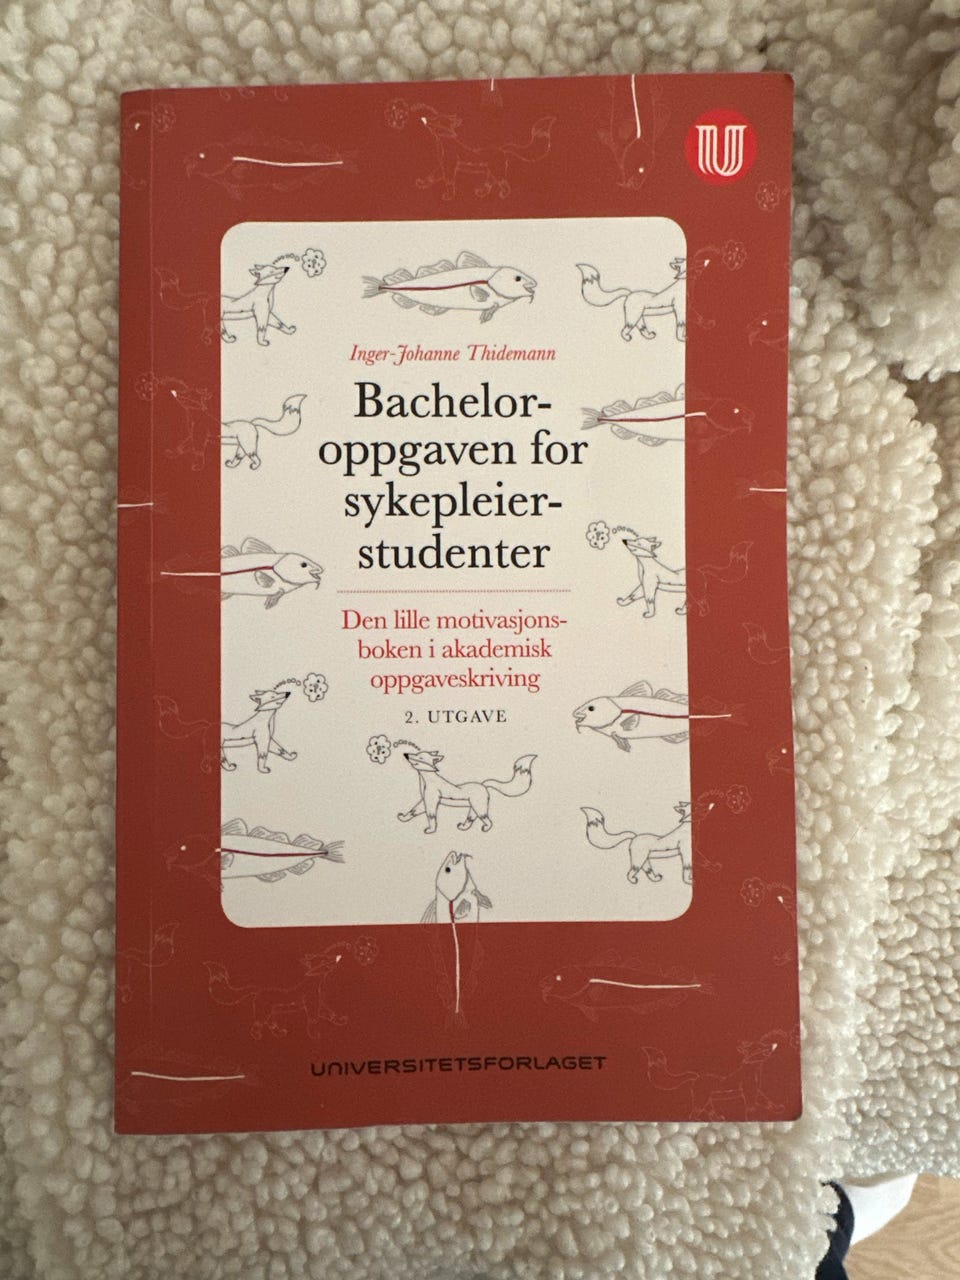 Inger-Johanne Thidemann
Bachelor-
oppgaven for
sykepleier-
studenter
Den lille motivasjons-
boken i akademisk
oppgaveskriving
2. UTGAVE
UNIVERSITETSFORLAGET